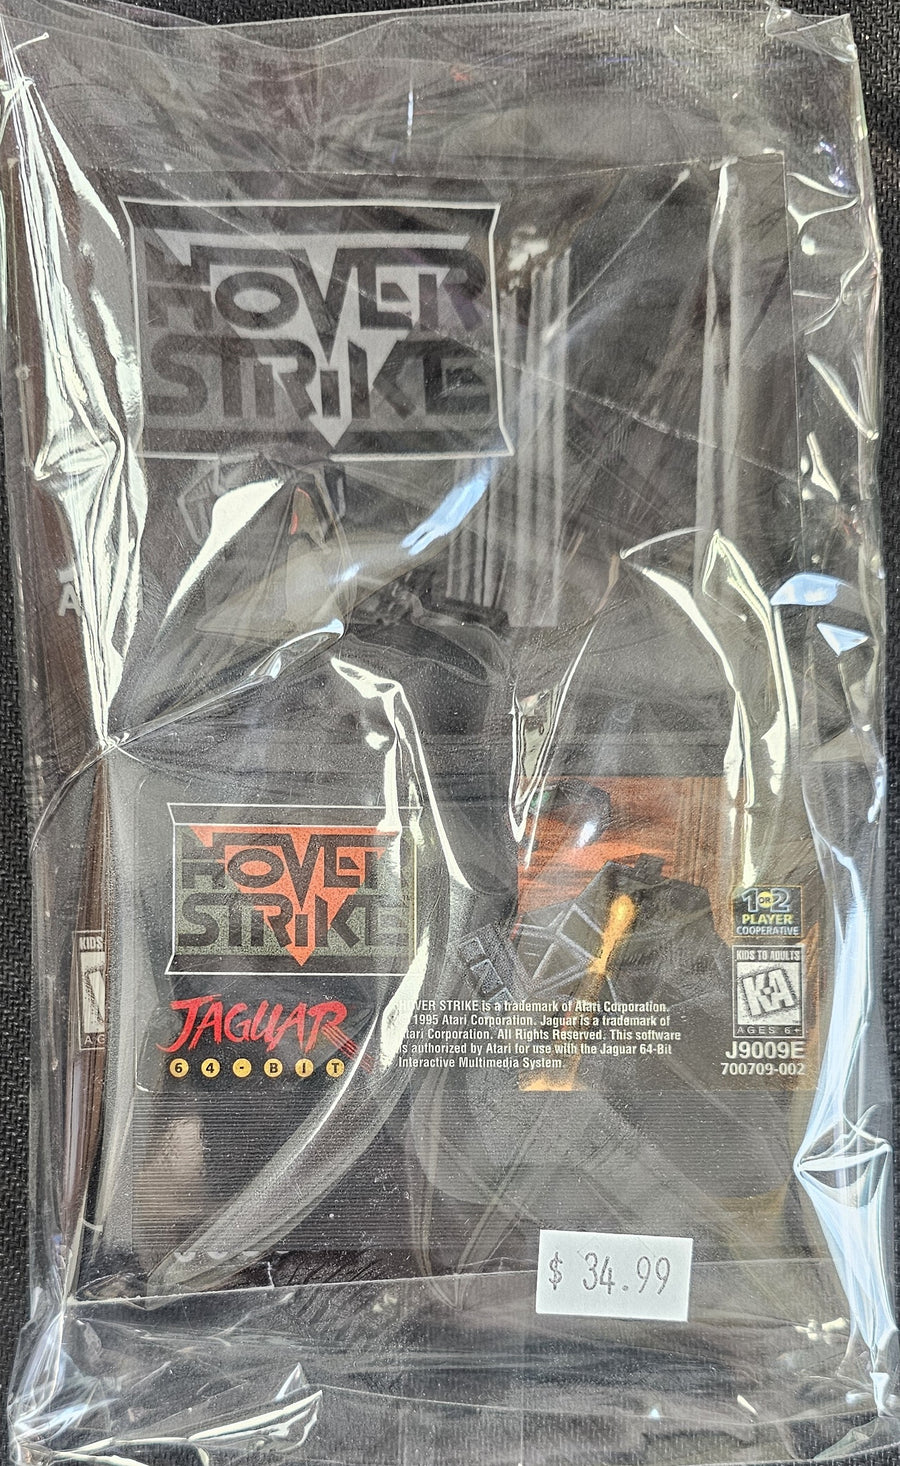 HOVER
STRIKE
A
HOVER
STRIKE
JAGUAR
64-BIT
HOVER STRIKE is a trademark of Atari Corporation.
1995 Atari Corporation. Jaguar is a trademark of
Atari Corporation. All Rights Reserved. This software
is authorized by Atari for use with the Jaguar 64-Bit
Interactive Multimedia System.
1 OR 2
PLAYER
COOPERATIVE
KIDS
KIDS TO ADULTS
K-A
AGES 6+
AG
J9009E
700709-002
$ 34.99